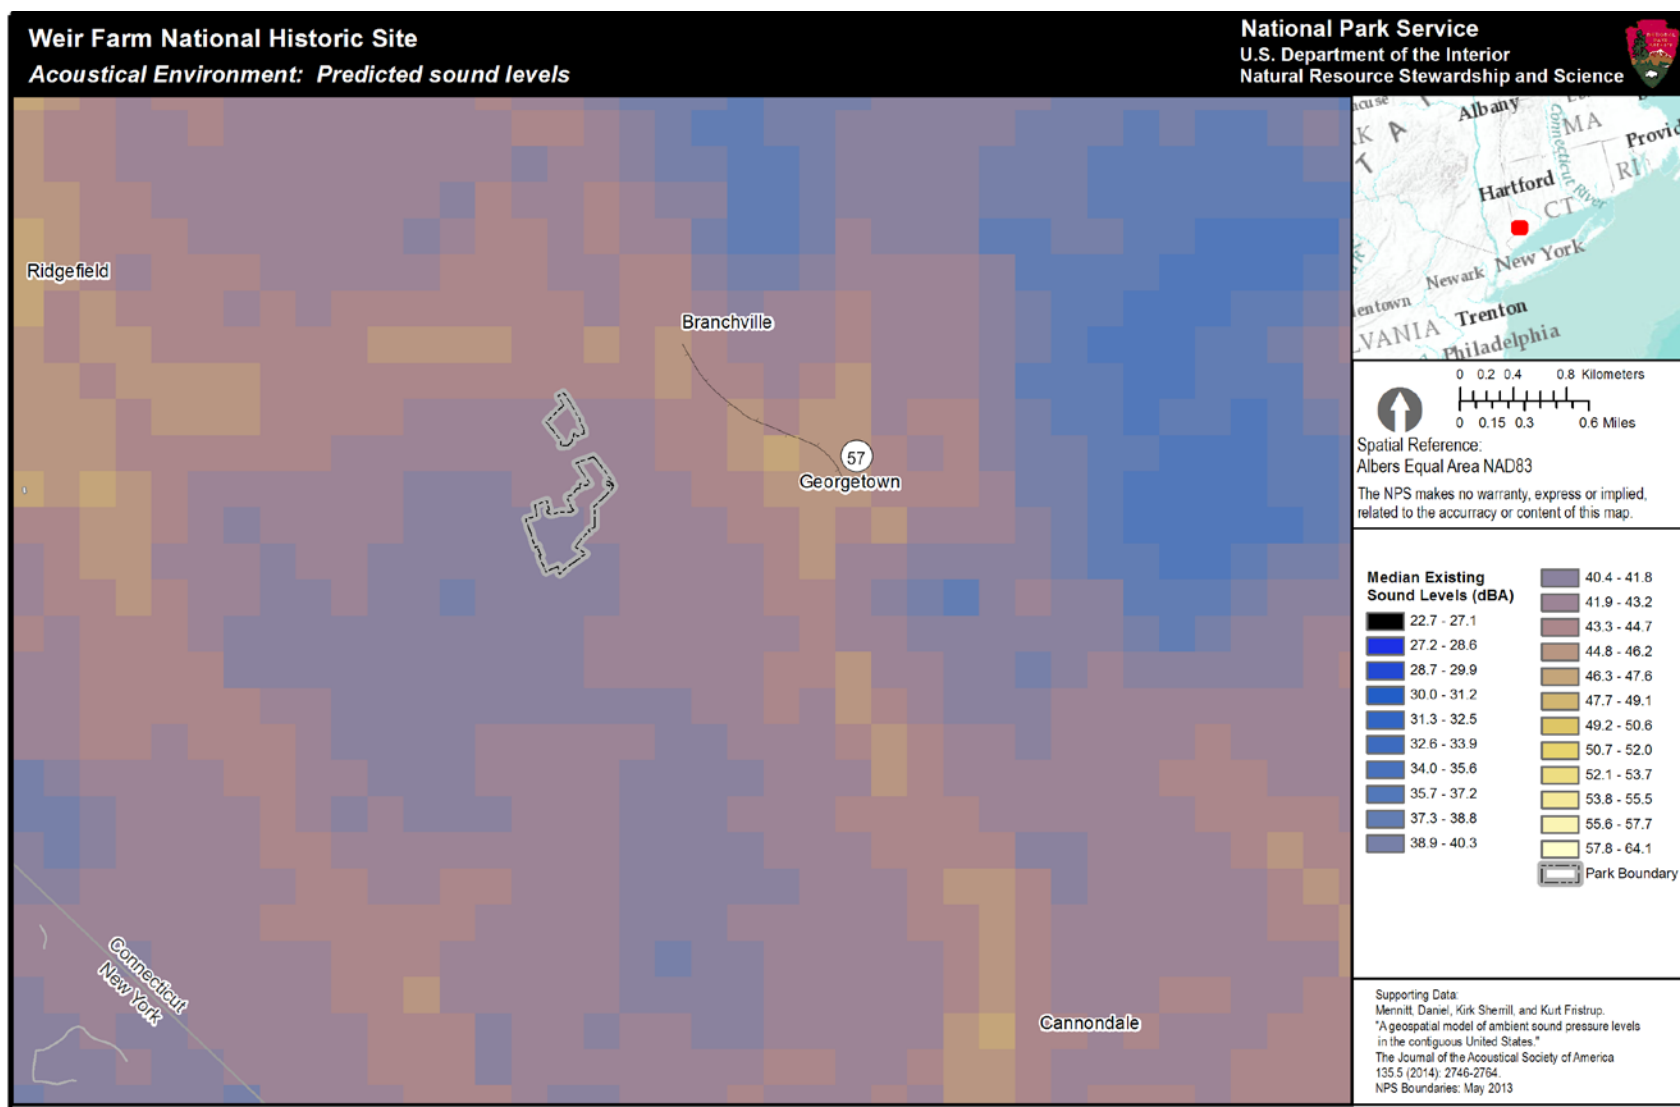 Weir Farm National Historic Site
Acoustical Environment: Predicted sound levels
National Park Service
U.S. Department of the Interior
Natural Resource Stewardship and Science
Ridgefield
Branchville
57
Georgetown
Cannondale
Connecticut
New York
Albany
MA
Connecticut River
Provid
RI
Hartford
CT
New York
Newark
entown
Trenton
LVANIA
Philadelphia
0 0.2 0.4 0.8 Kilometers
0 0.15 0.3 0.6 Miles
Spatial Reference:
Albers Equal Area NAD83
The NPS makes no warranty, express or implied,
related to the accurracy or content of this map.
Median Existing
Sound Levels (dBA)
22.7 - 27.1
27.2 - 28.6
28.7 - 29.9
30.0 - 31.2
31.3 - 32.5
32.6 - 33.9
34.0 - 35.6
35.7 - 37.2
37.3 - 38.8
38.9 - 40.3
40.4 - 41.8
41.9 - 43.2
43.3 - 44.7
44.8 - 46.2
46.3 - 47.6
47.7 - 49.1
49.2 - 50.6
50.7 - 52.0
52.1 - 53.7
53.8 - 55.5
55.6 - 57.7
57.8 - 64.1
Park Boundary
Supporting Data:
Mennitt, Daniel, Kirk Sherrill, and Kurt Fristrup.
"A geospatial model of ambient sound pressure levels
in the contiguous United States."
The Journal of the Acoustical Society of America
135.5 (2014): 2746-2764.
NPS Boundaries: May 2013